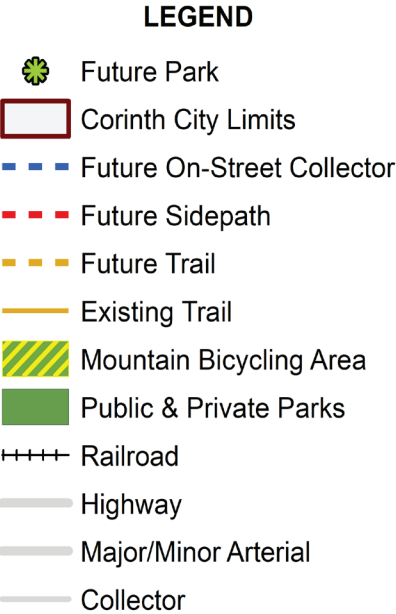 LEGEND
Future Park
Corinth City Limits
Future On-Street Collector
Future Sidepath
Future Trail
Existing Trail
Mountain Bicycling Area
Public & Private Parks
Railroad
Highway
Major/Minor Arterial
Collector